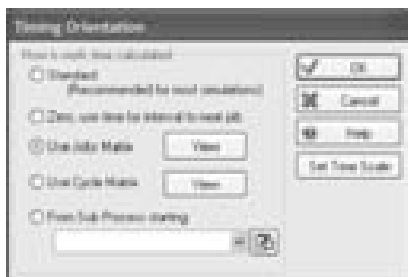 Timing Orientation
How is cycle time calculated
Standard
(Recommended for most simulations)
Zero, use time for interval to next job
Use Jobs Matrix
View
Use Cycle Matrix
View
From Sub Process starting
OK
Cancel
Help
Set Time Scale